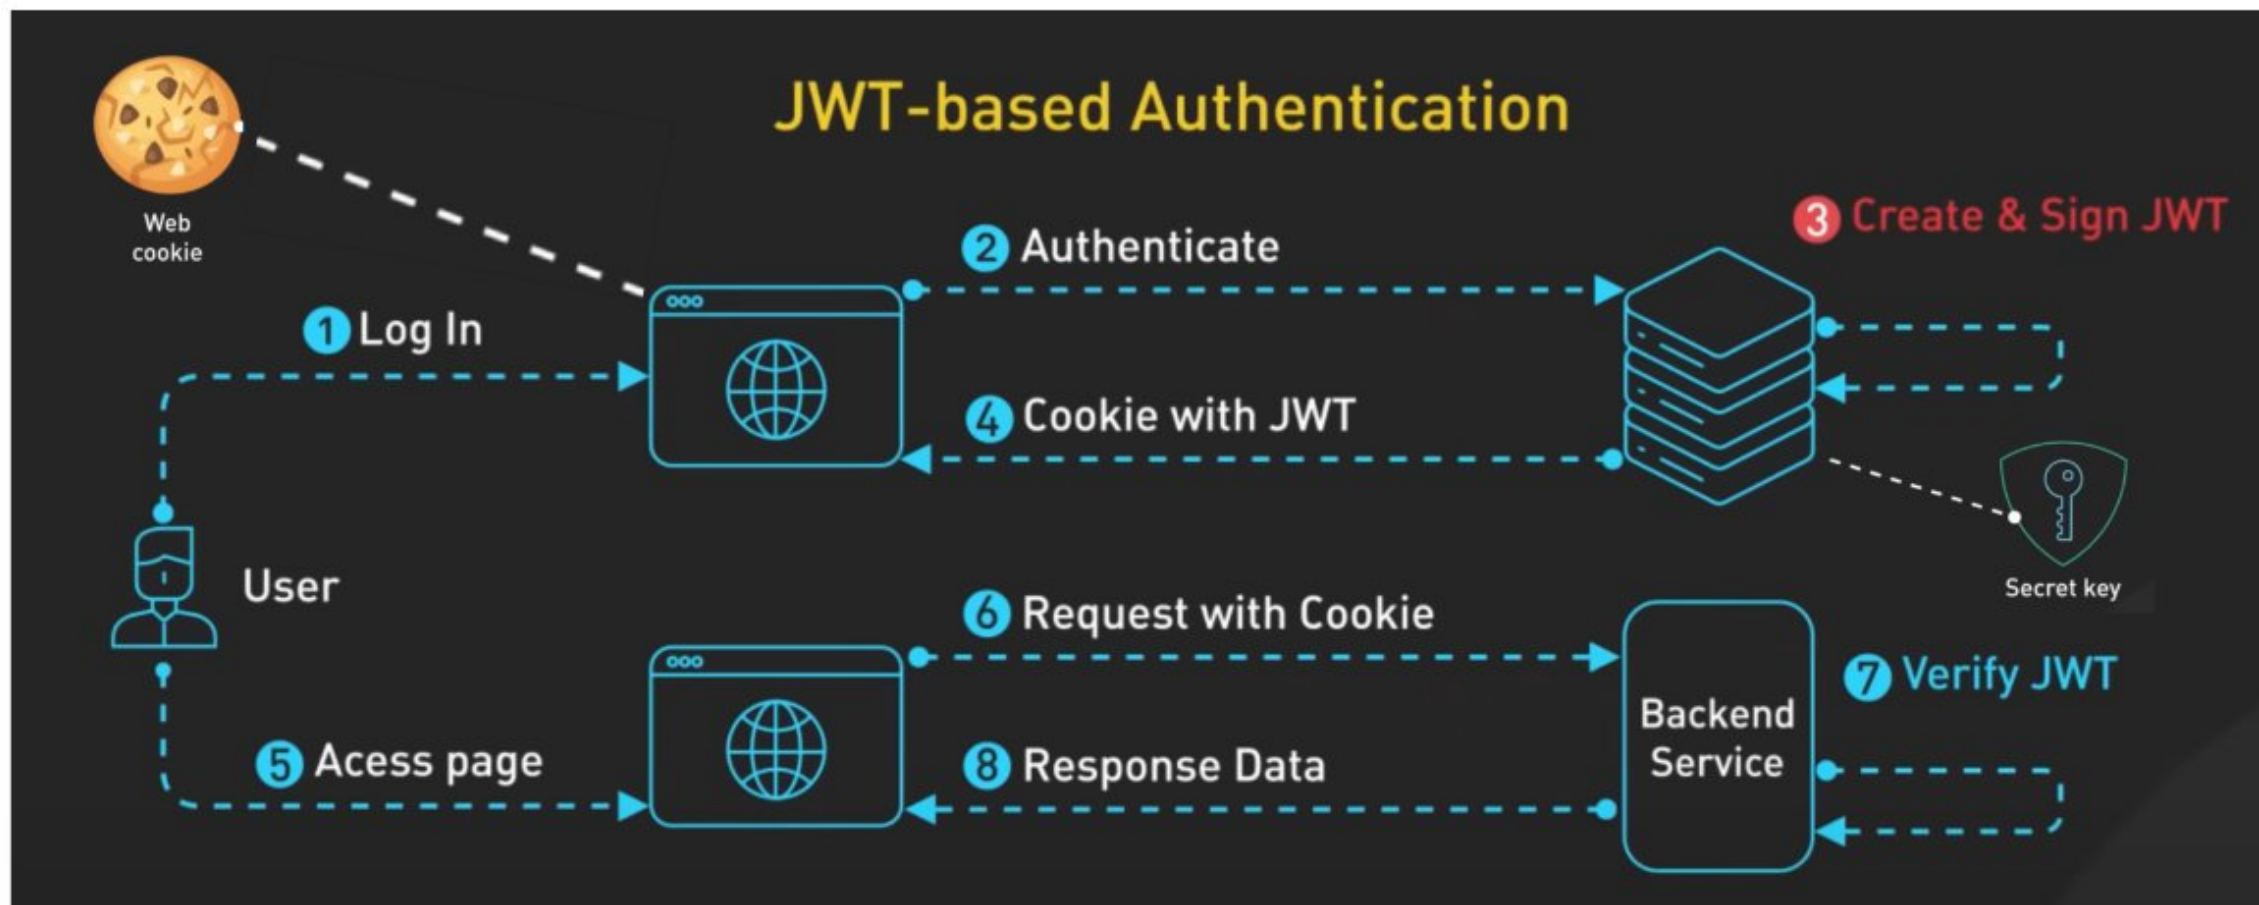 JWT-based Authentication
Web
cookie
1 Log In
2 Authenticate
3 Create & Sign JWT
4 Cookie with JWT
Secret key
User
5 Acess page
6 Request with Cookie
Backend
Service
7 Verify JWT
8 Response Data